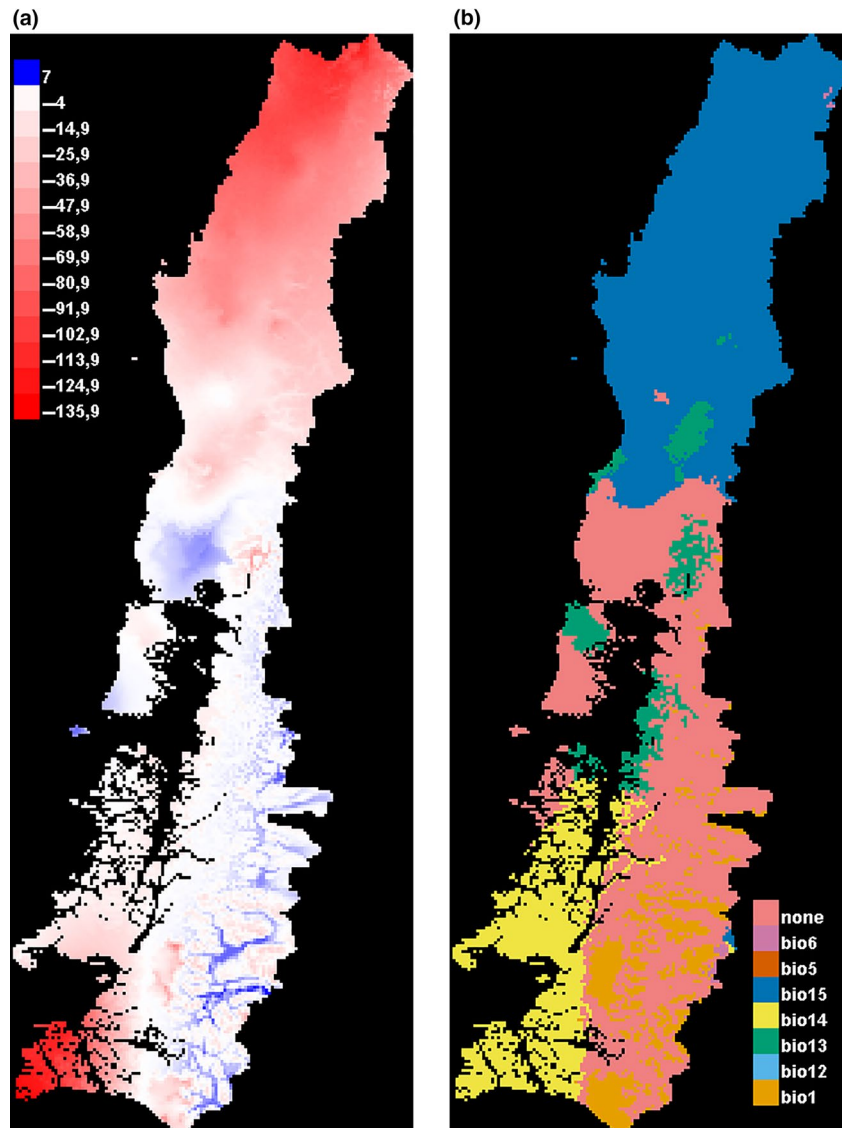 (a)
(b)
7
–4
–14,9
–25,9
–36,9
–47,9
–58,9
–69,9
–80,9
–91,9
–102,9
–113,9
–124,9
–135,9
none
bio6
bio5
bio15
bio14
bio13
bio12
bio1